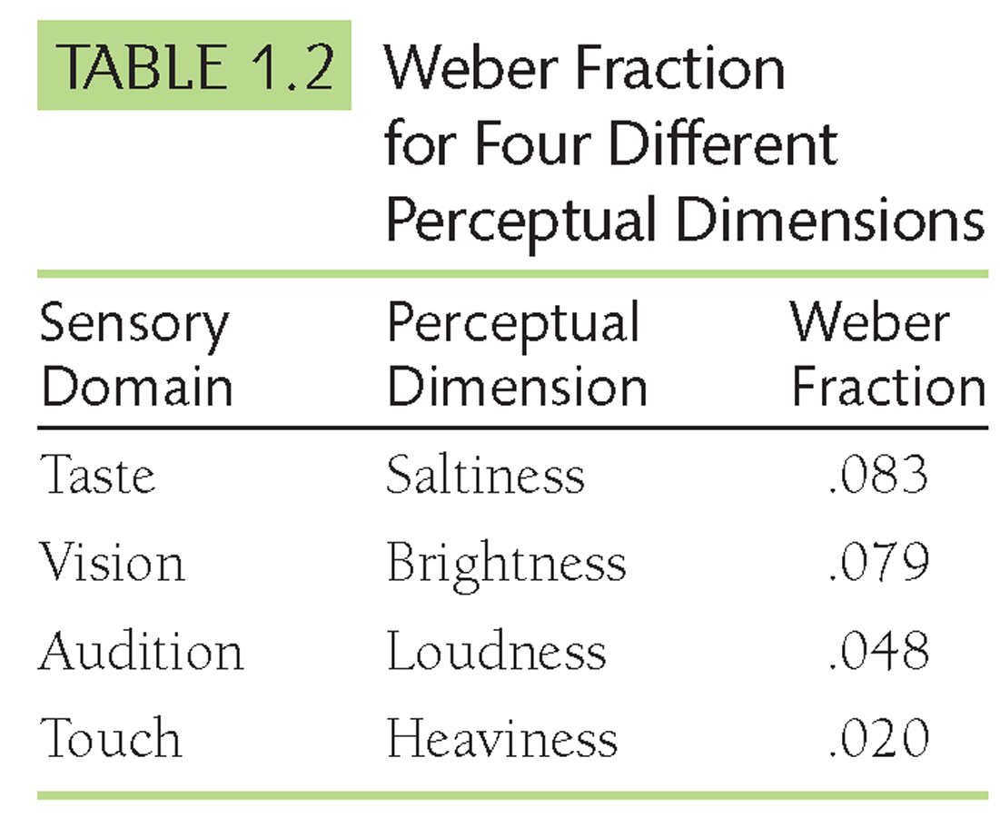 TABLE 1.2 Weber Fraction
for Four Different
Perceptual Dimensions
Sensory Domain Perceptual Dimension Weber Fraction
Taste Saltiness .083
Vision Brightness .079
Audition Loudness .048
Touch Heaviness .020